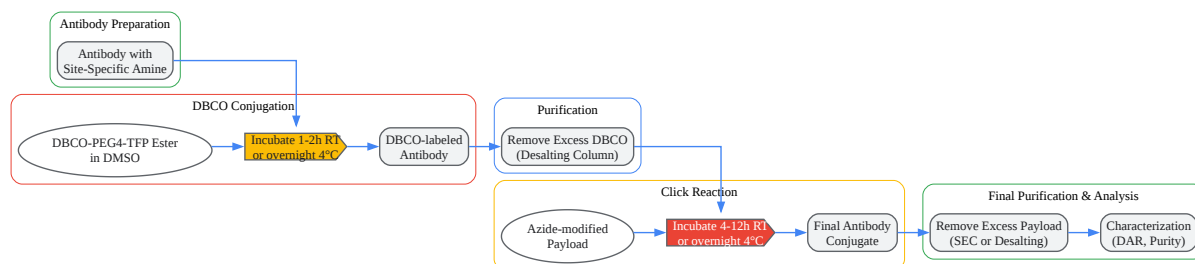 Antibody Preparation
Antibody with
Site-Specific Amine
DBCO Conjugation
DBCO-PEG4-TFP Ester
in DMSO
Incubate 1-2h RT
or overnight 4°C
DBCO-labeled
Antibody
Purification
Remove Excess DBCO
(Desalting Column)
Click Reaction
Azide-modified
Payload
Incubate 4-12h RT
or overnight 4°C
Final Antibody
Conjugate
Final Purification & Analysis
Remove Excess Payload
(SEC or Desalting)
Characterization
(DAR, Purity)